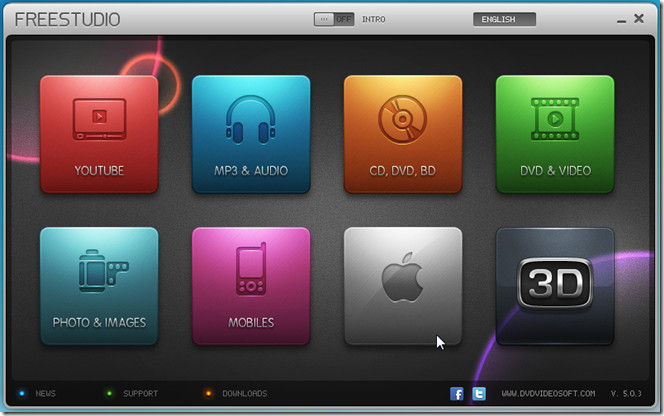 FREESTUDIO
... OFF INTRO ENGLISH
YOUTUBE
MP3 & AUDIO
CD, DVD, BD
DVD & VIDEO
PHOTO & IMAGES
MOBILES
3D
NEWS SUPPORT DOWNLOADS WWW.DVDVIDEOSOFT.COM V. 5.0.3